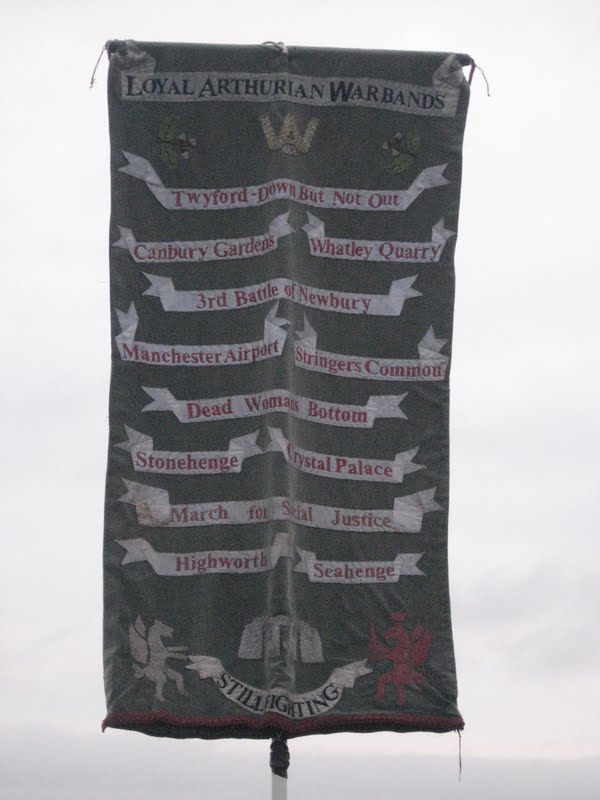 LOYAL ARTHURIAN WARBANDS
AW
Twyford-Down But Not Out
Canbury Gardens
Whatley Quarry
3rd Battle of Newbury
Manchester Airport
Stringers Common
Dead Womans Bottom
Stonehenge
Crystal Palace
March for Social Justice
Highworth
Seahenge
STILL FIGHTING